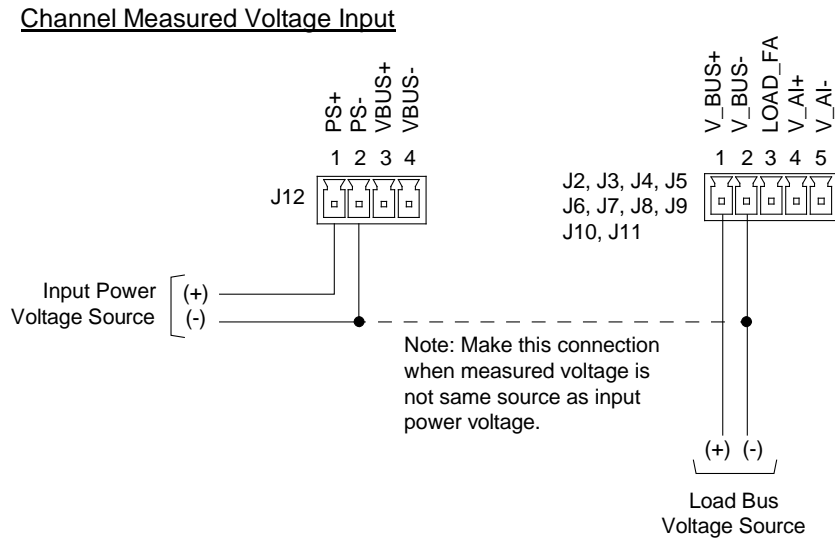 Channel Measured Voltage Input
PS+
PS-
VBUS+
VBUS-
1 2 3 4
J12
V_BUS+
V_BUS-
LOAD_FA
V_AI+
V_AI-
1 2 3 4 5
J2, J3, J4, J5
J6, J7, J8, J9
J10, J11
Input Power
Voltage Source
(+)
(-)
Note: Make this connection
when measured voltage is
not same source as input
power voltage.
(+) (-)
Load Bus
Voltage Source